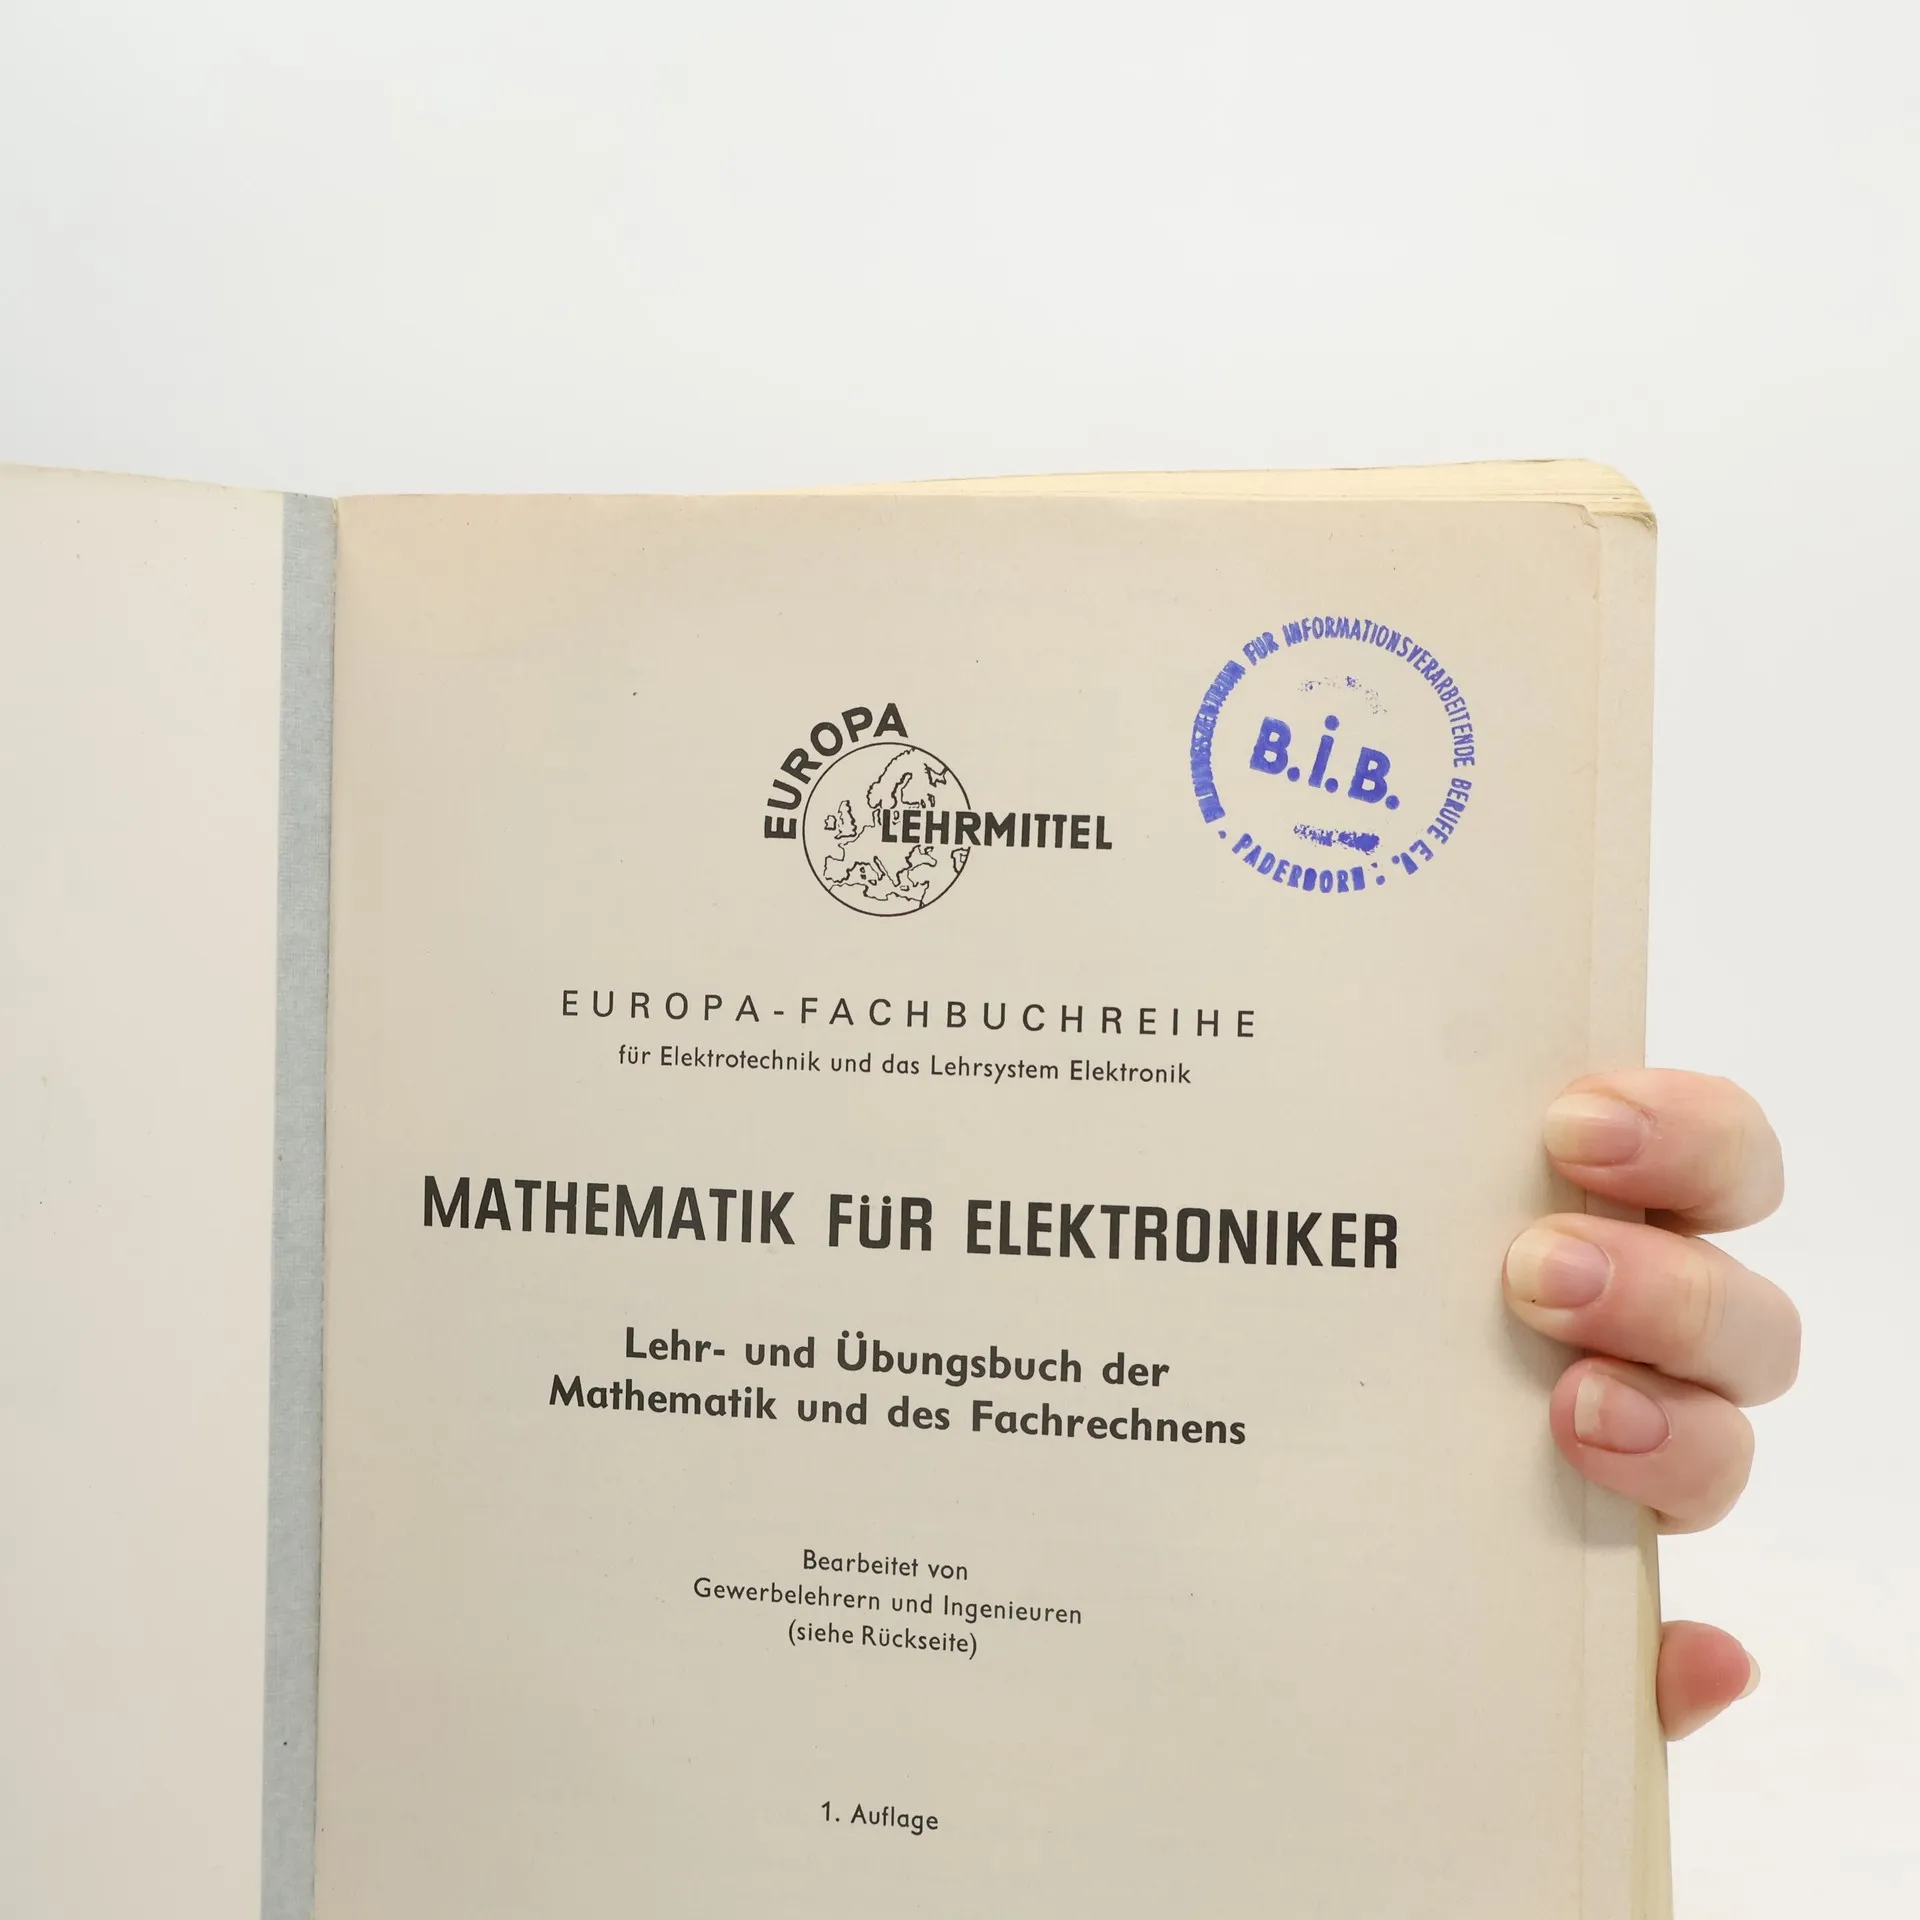 EUROPA
LEHRMITTEL
BILDUNGSZENTRUM FÜR INFORMATIONSVERARBEITENDE BERUFE E.V.
B.i.B.
PADERBORN
EUROPA-FACHBUCHREIHE
für Elektrotechnik und das Lehrsystem Elektronik
MATHEMATIK FÜR ELEKTRONIKER
Lehr- und Übungsbuch der
Mathematik und des Fachrechnens
Bearbeitet von
Gewerbelehrern und Ingenieuren
(siehe Rückseite)
1. Auflage